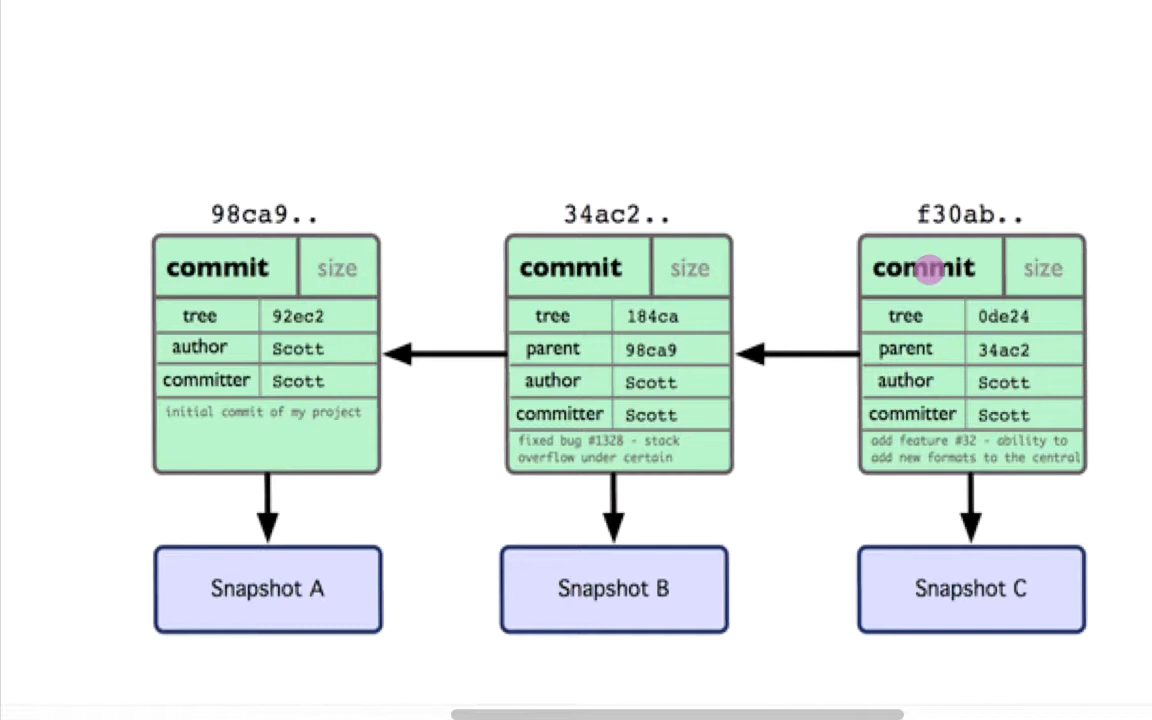 98ca9..
34ac2..
f30ab..
commit size
tree 92ec2
author Scott
committer Scott
initial commit of my project
commit size
tree 184ca
parent 98ca9
author Scott
committer Scott
fixed bug #1328 - stack
overflow under certain
commit size
tree 0de24
parent 34ac2
author Scott
committer Scott
add feature #32 - ability to
add new formats to the central
Snapshot A
Snapshot B
Snapshot C